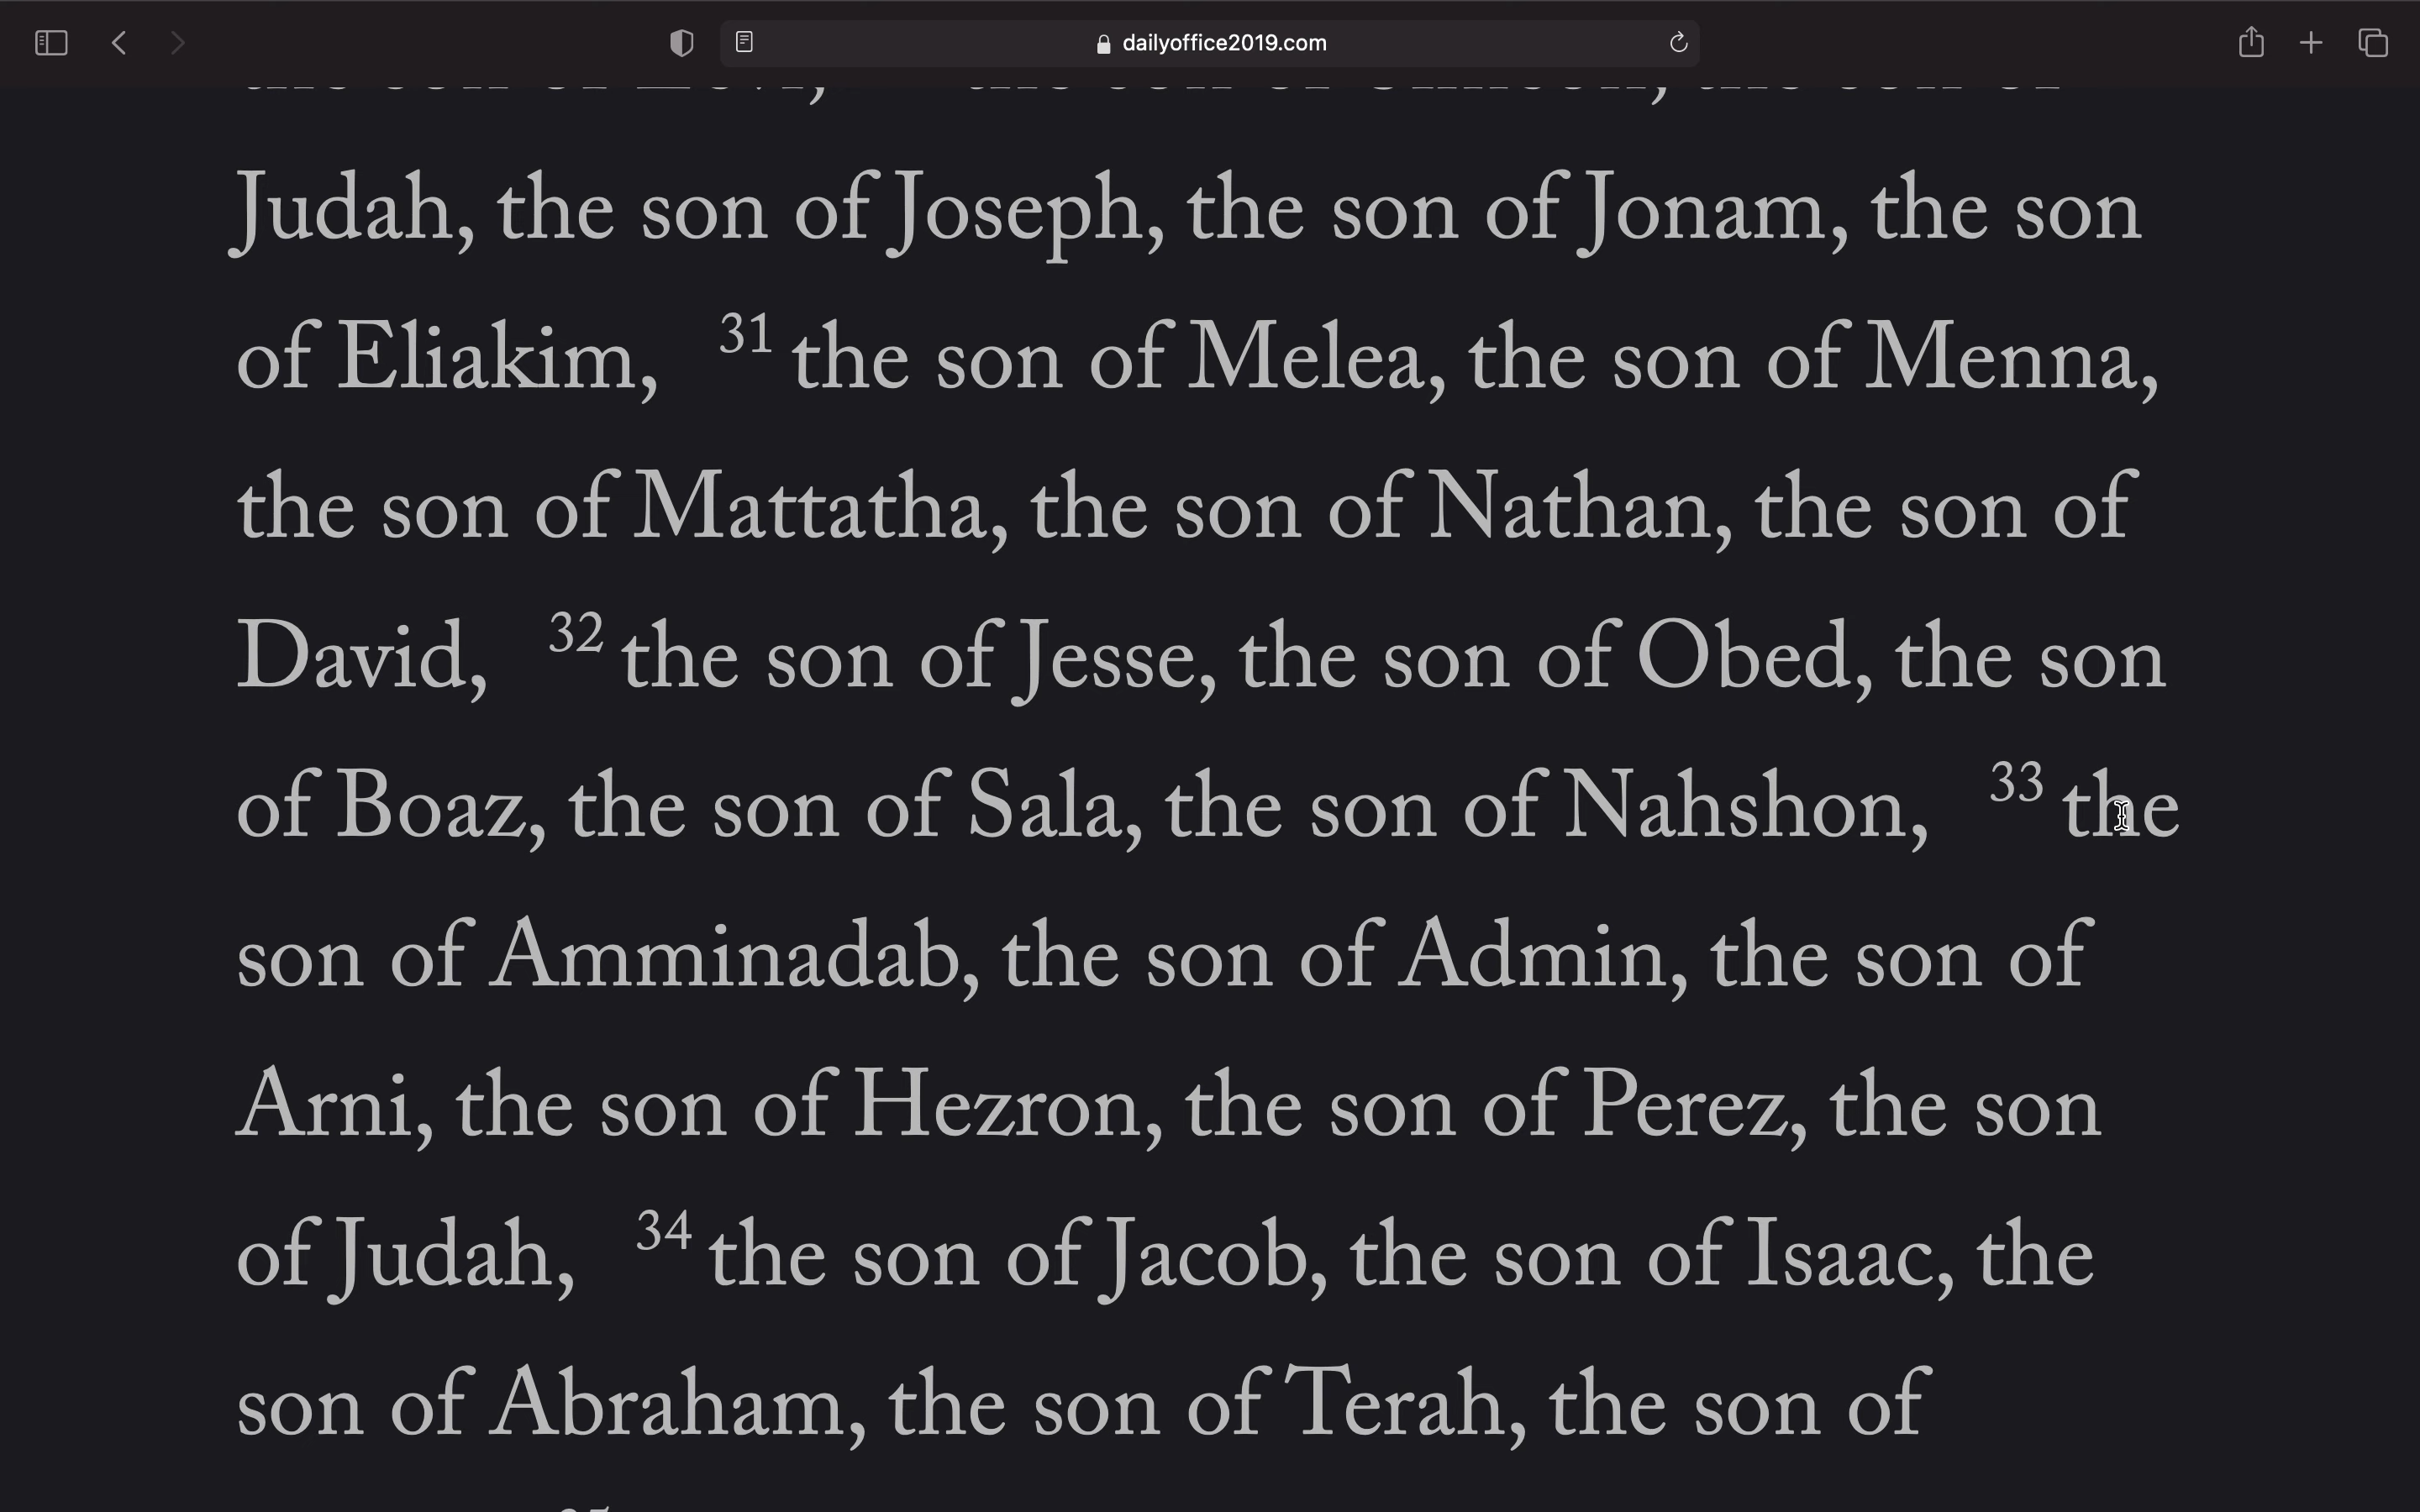 dailyoffice2019.com
Judah, the son of Joseph, the son of Jonam, the son
of Eliakim, 31 the son of Melea, the son of Menna,
the son of Mattatha, the son of Nathan, the son of
David, 32 the son of Jesse, the son of Obed, the son
of Boaz, the son of Sala, the son of Nahshon, 33 the
son of Amminadab, the son of Admin, the son of
Arni, the son of Hezron, the son of Perez, the son
of Judah, 34 the son of Jacob, the son of Isaac, the
son of Abraham, the son of Terah, the son of